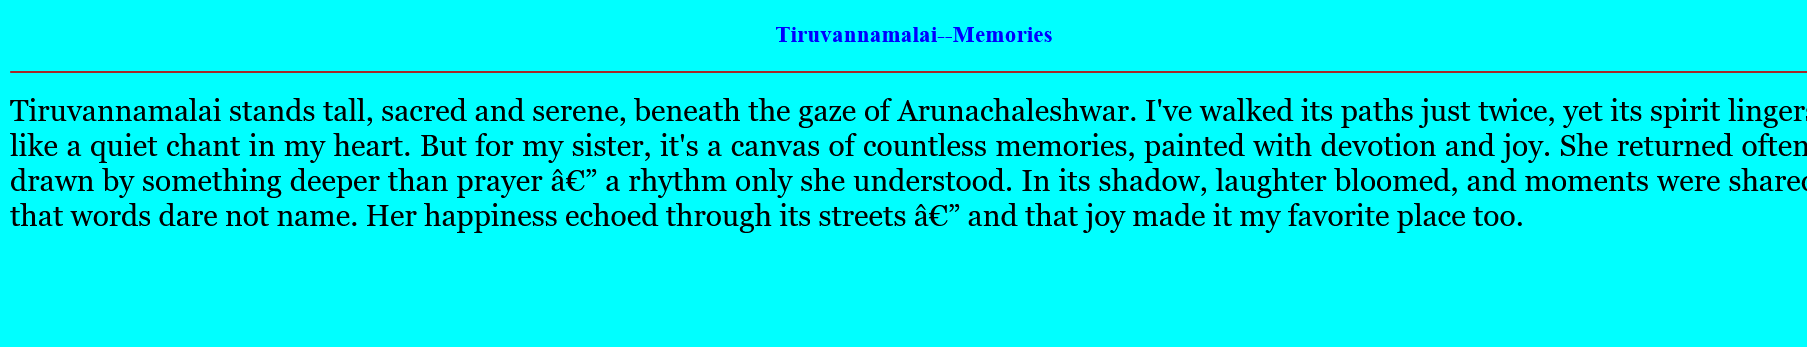 Tiruvannamalai--Memories
Tiruvannamalai stands tall, sacred and serene, beneath the gaze of Arunachaleshwar. I've walked its paths just twice, yet its spirit lingers
like a quiet chant in my heart. But for my sister, it's a canvas of countless memories, painted with devotion and joy. She returned often
drawn by something deeper than prayer â€” a rhythm only she understood. In its shadow, laughter bloomed, and moments were shared
that words dare not name. Her happiness echoed through its streets â€” and that joy made it my favorite place too.